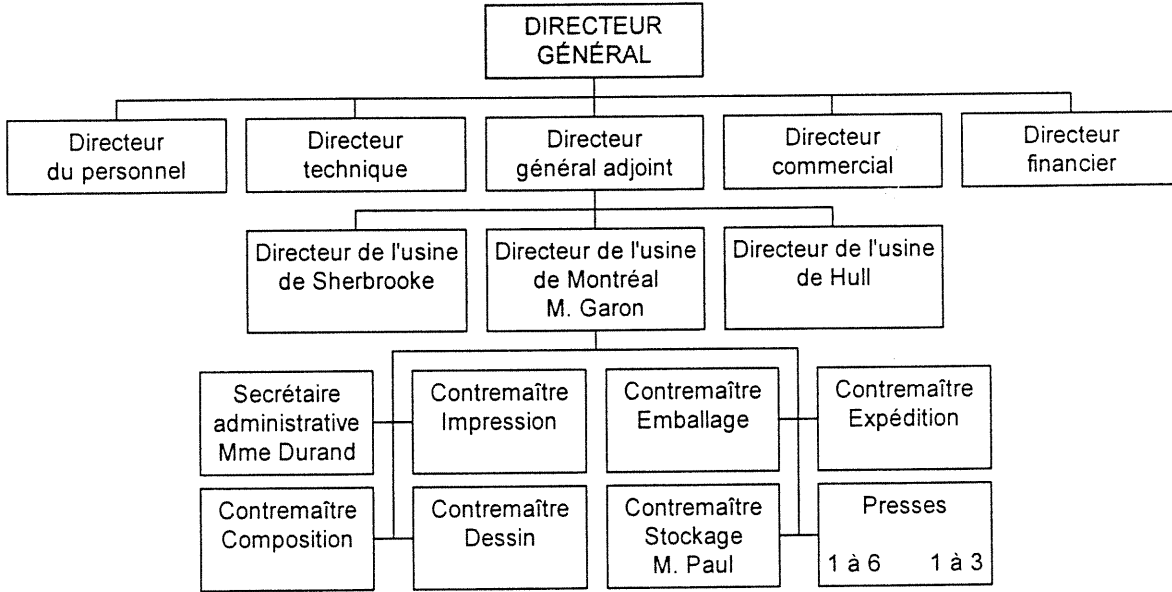 DIRECTEUR
GÉNÉRAL
Directeur
du personnel
Directeur
technique
Directeur
général adjoint
Directeur
commercial
Directeur
financier
Directeur de l'usine
de Sherbrooke
Directeur de l'usine
de Montréal
M. Garon
Directeur de l'usine
de Hull
Secrétaire
administrative
Mme Durand
Contremaître
Impression
Contremaître
Emballage
Contremaître
Expédition
Contremaître
Composition
Contremaître
Dessin
Contremaître
Stockage
M. Paul
Presses
1 à 6 1 à 3